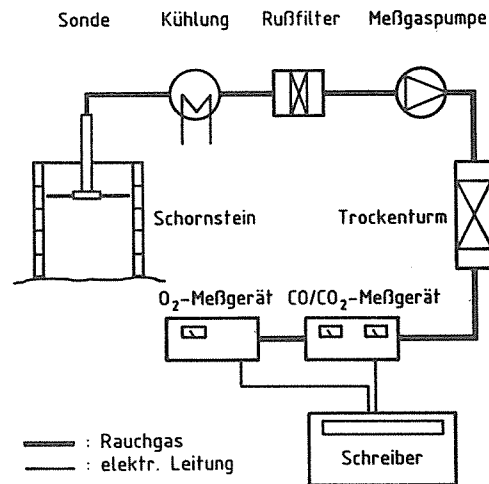 Sonde Kühlung Rußfilter Meßgaspumpe
Schornstein Trockenturm
O₂-Meßgerät CO/CO₂-Meßgerät
: Rauchgas
: elektr. Leitung
Schreiber